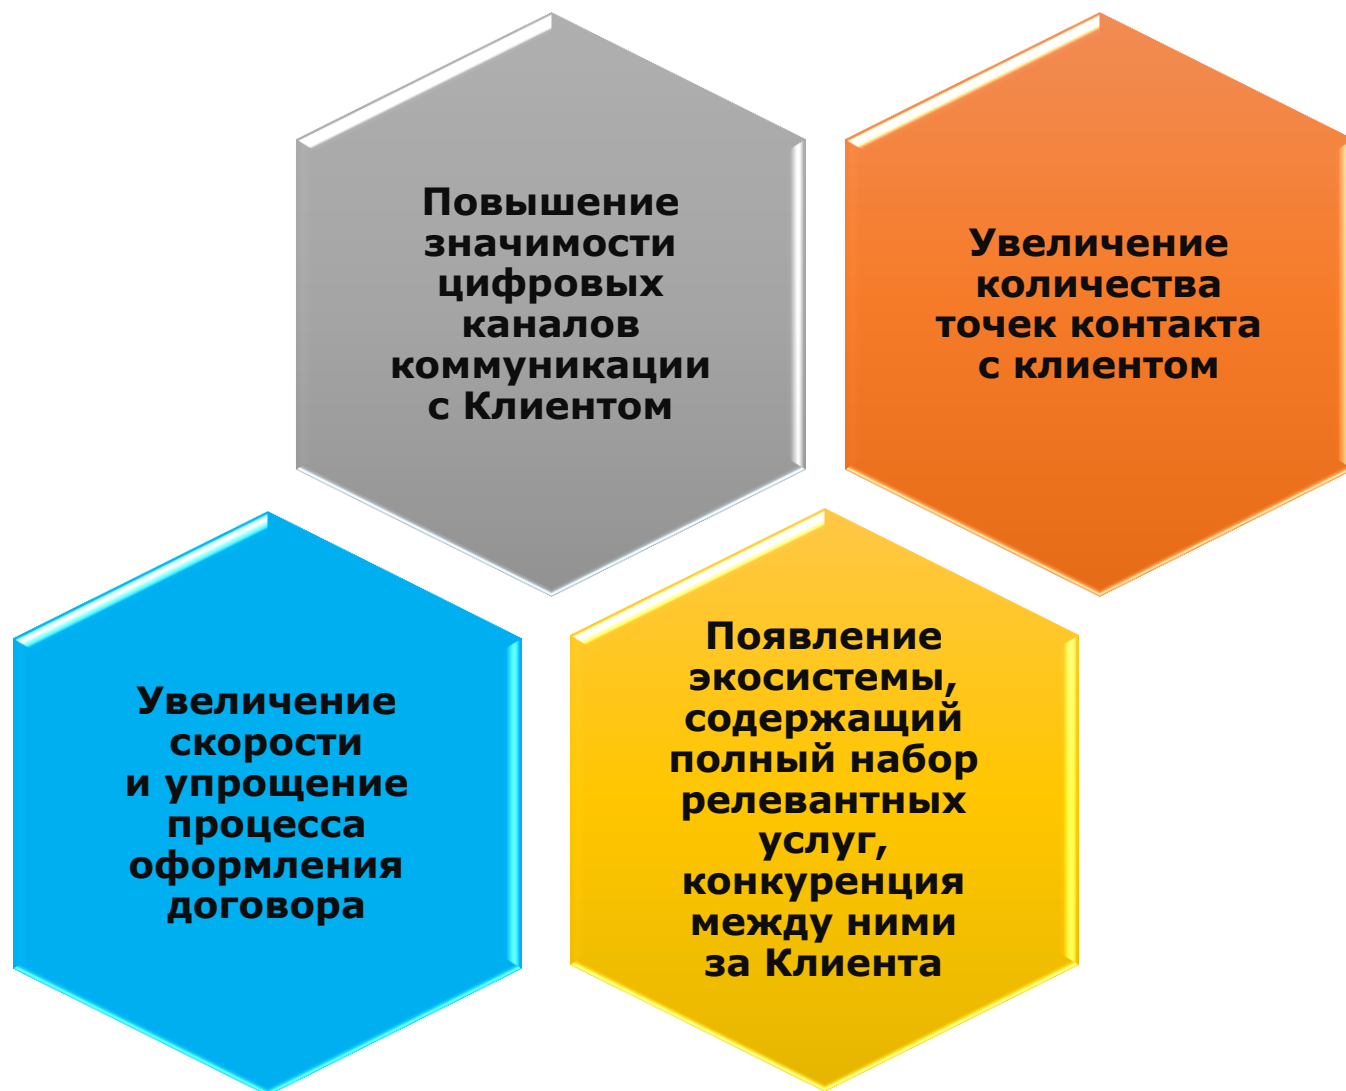 Повышение
значимости
цифровых
каналов
коммуникации
с Клиентом
Увеличение
количества
точек контакта
с клиентом
Увеличение
скорости
и упрощение
процесса
оформления
договора
Появление
экосистемы,
содержащий
полный набор
релевантных
услуг,
конкуренция
между ними
за Клиента